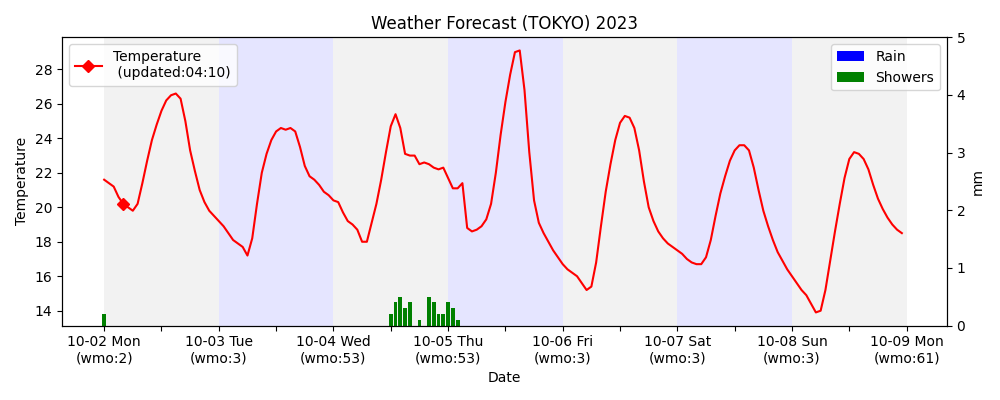 Weather Forecast (TOKYO) 2023
Temperature
(updated:04:10)
Rain
Showers
Temperature
28
26
24
22
20
18
16
14
5
4
3
2
1
0
mm
10-02 Mon
(wmo:2)
10-03 Tue
(wmo:3)
10-04 Wed
(wmo:53)
10-05 Thu
(wmo:53)
10-06 Fri
(wmo:3)
10-07 Sat
(wmo:3)
10-08 Sun
(wmo:3)
10-09 Mon
(wmo:61)
Date